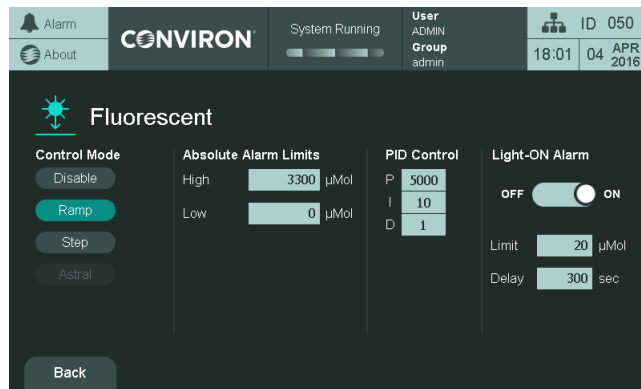 Alarm
About
CONVIRON
System Running
User
ADMIN
Group
admin
ID 050
18:01 04 APR 2016
Fluorescent
Control Mode
Disable
Ramp
Step
Astral
Absolute Alarm Limits
High 3300 µMol
Low 0 µMol
PID Control
P 5000
I 10
D 1
Light-ON Alarm
OFF ON
Limit 20 µMol
Delay 300 sec
Back